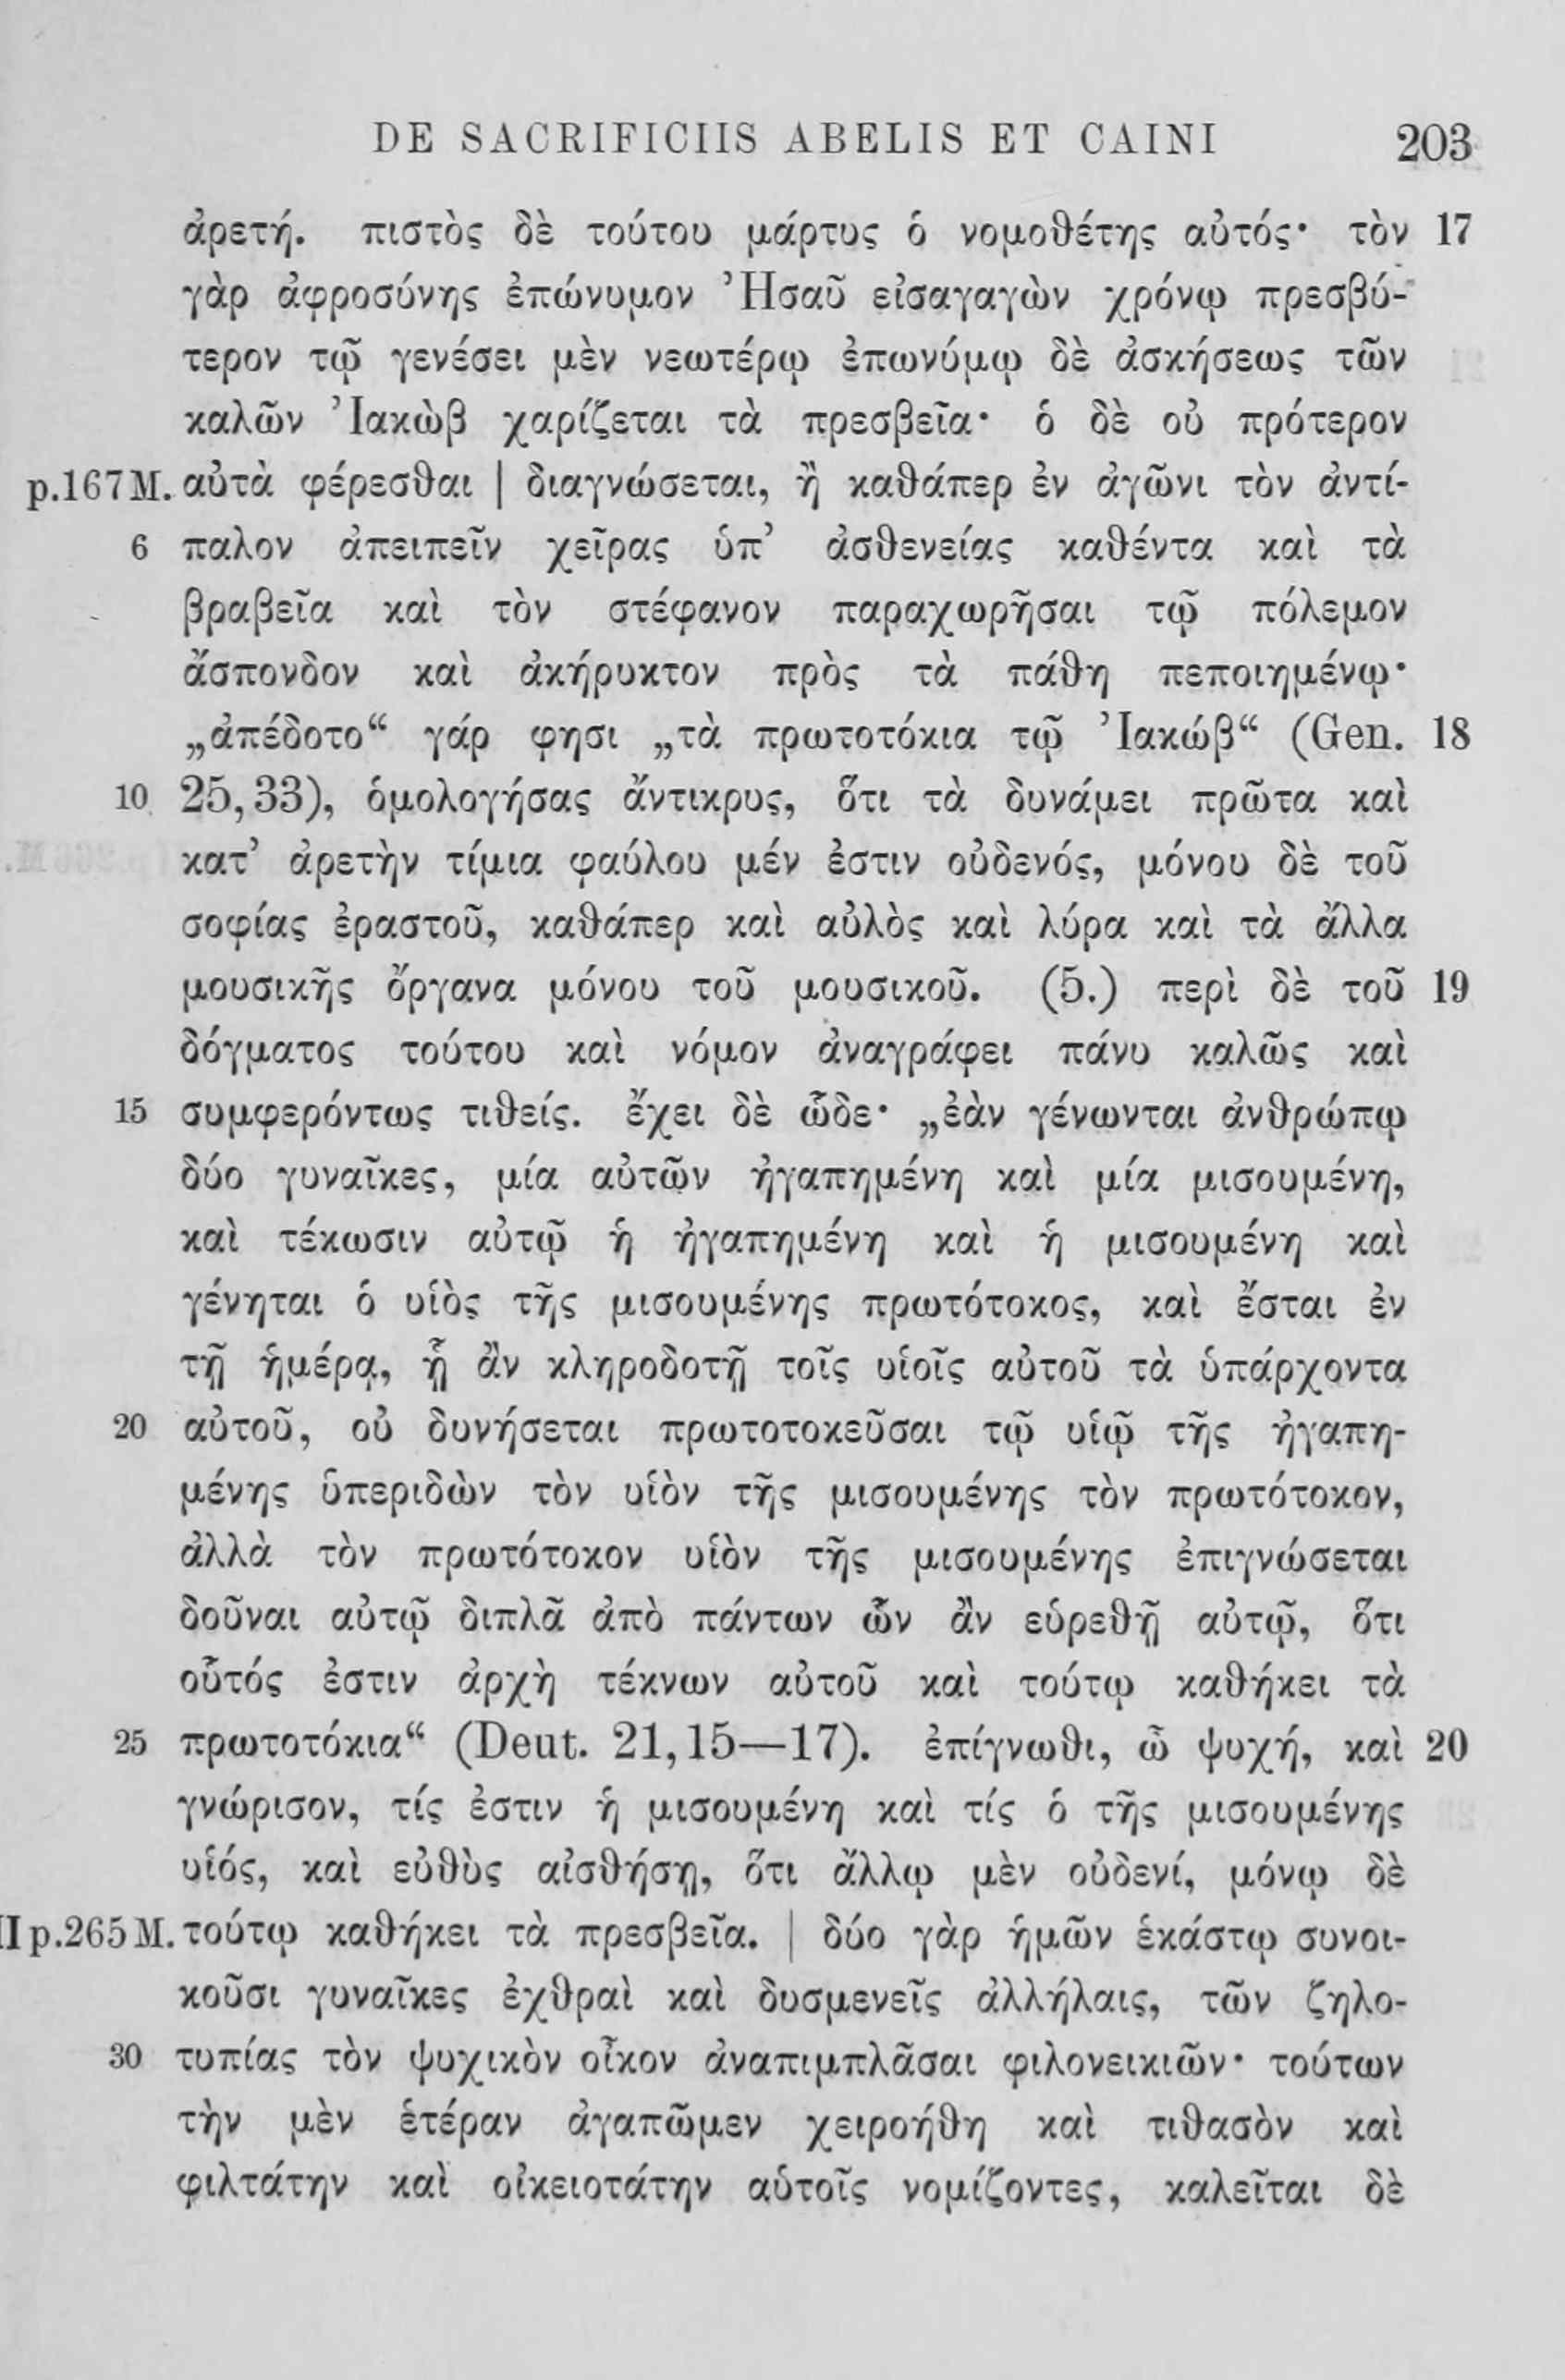 DE SACRIFICIIS ABELIS ET CAINI 203
ἀρετή. πιστὸς δὲ τούτου μάρτυς ὁ νομοθέτης αὐτός· τὸν 17
γὰρ ἀφροσύνης ἐπώνυμον Ἠσαῦ εἰσαγαγὼν χρόνῳ πρεσβύ-
τερον τῷ γενέσει μὲν νεωτέρῳ ἐπωνύμῳ δὲ ἀσκήσεως τῶν
καλῶν Ἰακὼβ χαρίζεται τὰ πρεσβεῖα· ὁ δὲ οὐ πρότερον
p.167 M. αὐτὰ φέρεσθαι | διαγνώσεται, ἢ καθάπερ ἐν ἀγῶνι τὸν ἀντί-
6 παλον ἀπειπεῖν χεῖρας ὑπ’ ἀσθενείας καθέντα καὶ τὰ
βραβεῖα καὶ τὸν στέφανον παραχωρῆσαι τῷ πόλεμον
ἄσπονδον καὶ ἀκήρυκτον πρὸς τὰ πάθη πεποιημένῳ·
„ἀπέδοτο“ γάρ φησι „τὰ πρωτοτόκια τῷ Ἰακώβ“ (Gen. 18
10 25,33), ὁμολογήσας ἄντικρυς, ὅτι τὰ δυνάμει πρῶτα καὶ
κατ’ ἀρετὴν τίμια φαύλου μέν ἐστιν οὐδενός, μόνου δὲ τοῦ
σοφίας ἐραστοῦ, καθάπερ καὶ αὐλὸς καὶ λύρα καὶ τὰ ἄλλα
μουσικῆς ὄργανα μόνου τοῦ μουσικοῦ. (5.) περὶ δὲ τοῦ 19
δόγματος τούτου καὶ νόμον ἀναγράφει πάνυ καλῶς καὶ
15 συμφερόντως τιθείς. ἔχει δὲ ὧδε· „ἐὰν γένωνται ἀνθρώπῳ
δύο γυναῖκες, μία αὐτῶν ἠγαπημένη καὶ μία μισουμένη,
καὶ τέκωσιν αὐτῷ ἡ ἠγαπημένη καὶ ἡ μισουμένη καὶ
γένηται ὁ υἱὸς τῆς μισουμένης πρωτότοκος, καὶ ἔσται ἐν
τῇ ἡμέρᾳ, ᾗ ἂν κληροδοτῇ τοῖς υἱοῖς αὐτοῦ τὰ ὑπάρχοντα
20 αὐτοῦ, οὐ δυνήσεται πρωτοτοκεῦσαι τῷ υἱῷ τῆς ἠγαπη-
μένης ὑπεριδὼν τὸν υἱὸν τῆς μισουμένης τὸν πρωτότοκον,
ἀλλὰ τὸν πρωτότοκον υἱὸν τῆς μισουμένης ἐπιγνώσεται
δοῦναι αὐτῷ διπλᾶ ἀπὸ πάντων ὧν ἂν εὑρεθῇ αὐτῷ, ὅτι
οὗτός ἐστιν ἀρχὴ τέκνων αὐτοῦ καὶ τούτῳ καθήκει τὰ
25 πρωτοτόκια“ (Deut. 21,15—17). ἐπίγνωθι, ὦ ψυχή, καὶ 20
γνώρισον, τίς ἐστιν ἡ μισουμένη καὶ τίς ὁ τῆς μισουμένης
υἱός, καὶ εὐθὺς αἰσθήσῃ, ὅτι ἄλλῳ μὲν οὐδενί, μόνῳ δὲ
II p.265 M. τούτῳ καθήκει τὰ πρεσβεῖα. | δύο γὰρ ἡμῶν ἑκάστῳ συνοι-
κοῦσι γυναῖκες ἐχθραὶ καὶ δυσμενεῖς ἀλλήλαις, τῶν ζηλο-
30 τυπίας τὸν ψυχικὸν οἶκον ἀναπιμπλᾶσαι φιλονεικιῶν· τούτων
τὴν μὲν ἑτέραν ἀγαπῶμεν χειροήθη καὶ τιθασὸν καὶ
φιλτάτην καὶ οἰκειοτάτην αὑτοῖς νομίζοντες, καλεῖται δὲ